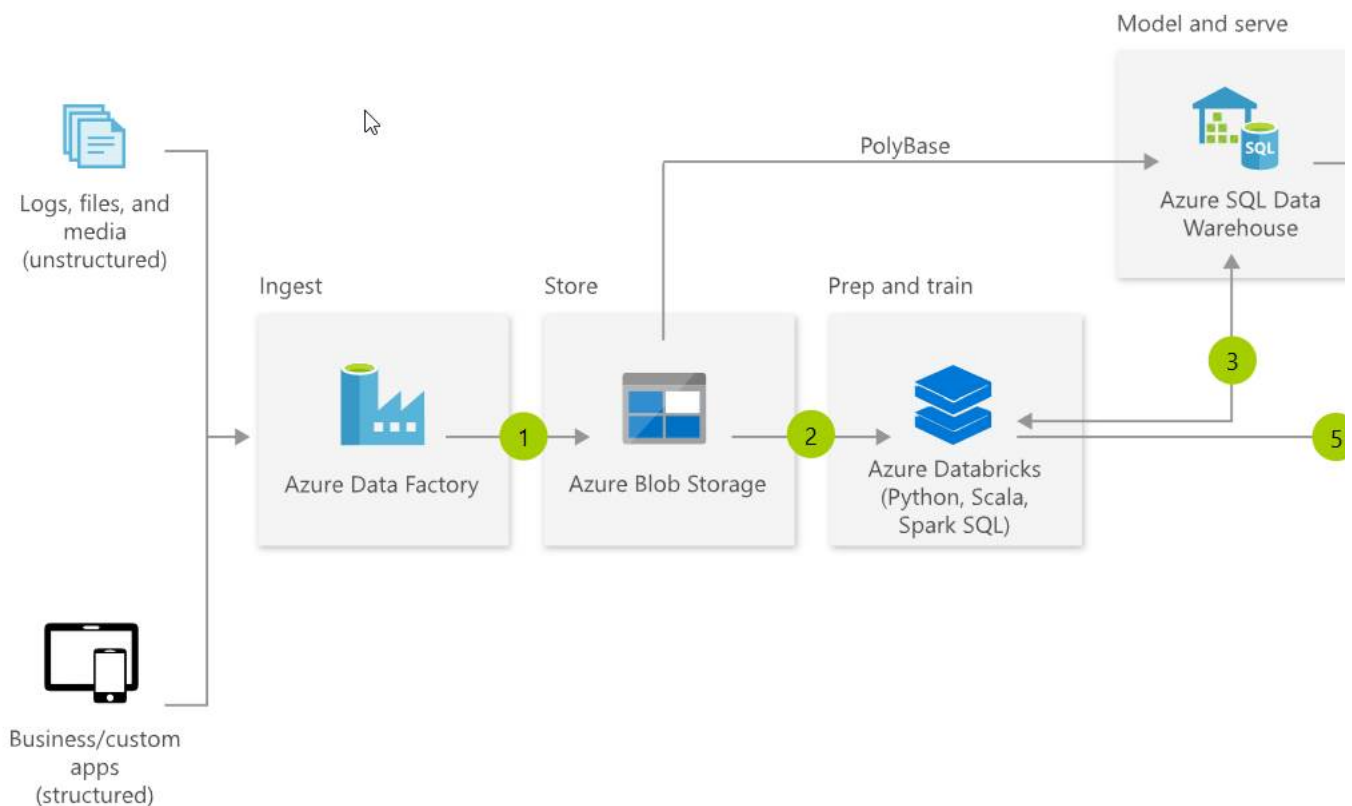 Model and serve
PolyBase
SQL
Azure SQL Data
Warehouse
Logs, files, and
media
(unstructured)
Ingest
Store
Prep and train
3
1
2
5
Azure Data Factory
Azure Blob Storage
Azure Databricks
(Python, Scala,
Spark SQL)
Business/custom
apps
(structured)